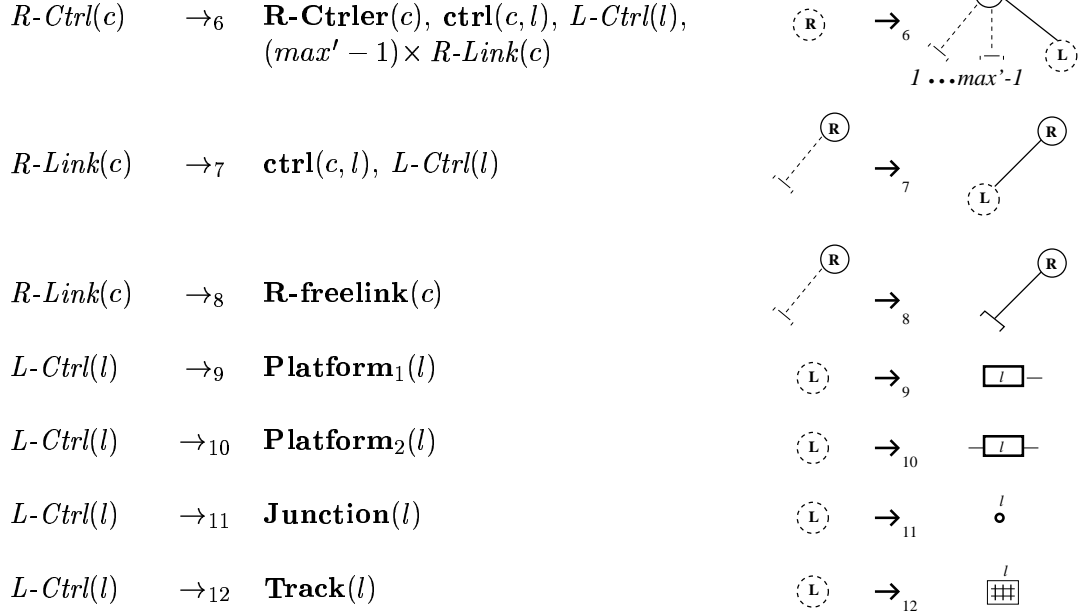 R-Ctrl(c) →₆ R-Ctrler(c), ctrl(c, l), L-Ctrl(l), R →₆ L
(max′ − 1)× R-Link(c) 1 ...max'-1
R-Link(c) →₇ ctrl(c, l), L-Ctrl(l) R →₇ R L
R-Link(c) →₈ R-freelink(c) R →₈ R
L-Ctrl(l) →₉ Platform₁(l) L →₉ l
L-Ctrl(l) →₁₀ Platform₂(l) L →₁₀ l
L-Ctrl(l) →₁₁ Junction(l) L →₁₁ l
L-Ctrl(l) →₁₂ Track(l) L →₁₂ l